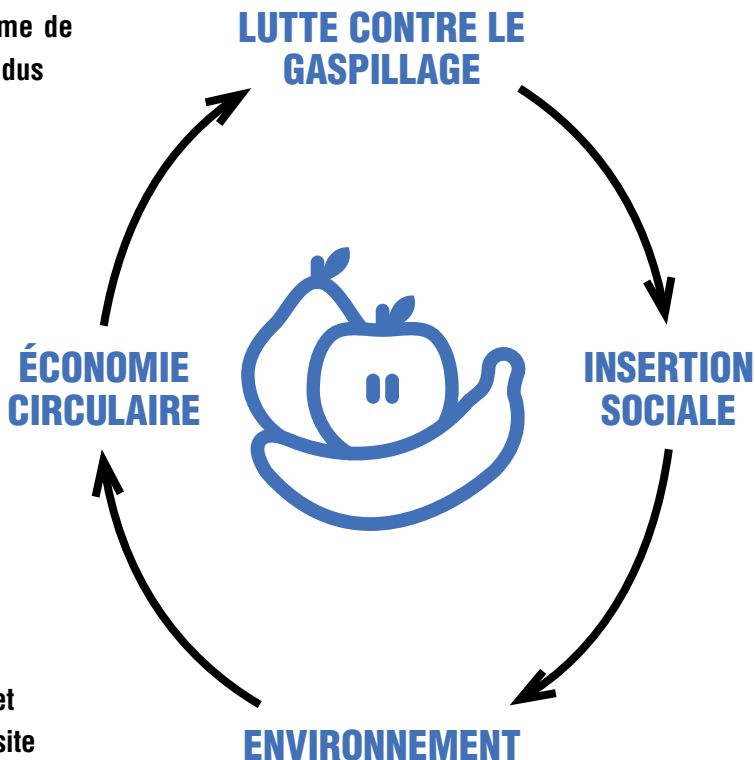 me de
dus
LUTTE CONTRE LE
GASPILLAGE
ÉCONOMIE
CIRCULAIRE
INSERTION
SOCIALE
et
site
ENVIRONNEMENT